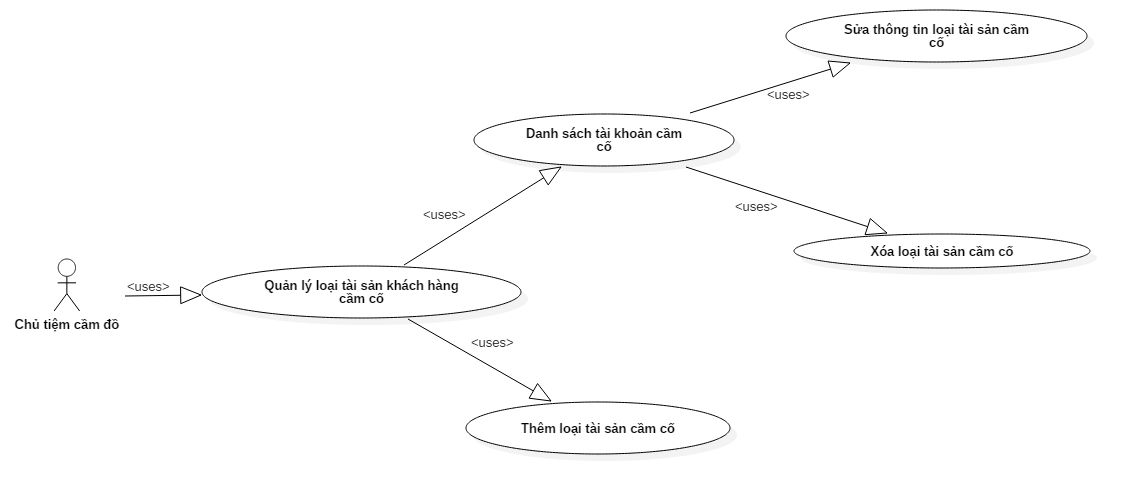 Sửa thông tin loại tài sản cầm
cố
<uses>
Danh sách tài khoản cầm
cố
<uses>
<uses>
Xóa loại tài sản cầm cố
<uses>
Quản lý loại tài sản khách hàng
cầm cố
Chủ tiệm cầm đồ
<uses>
Thêm loại tài sản cầm cố